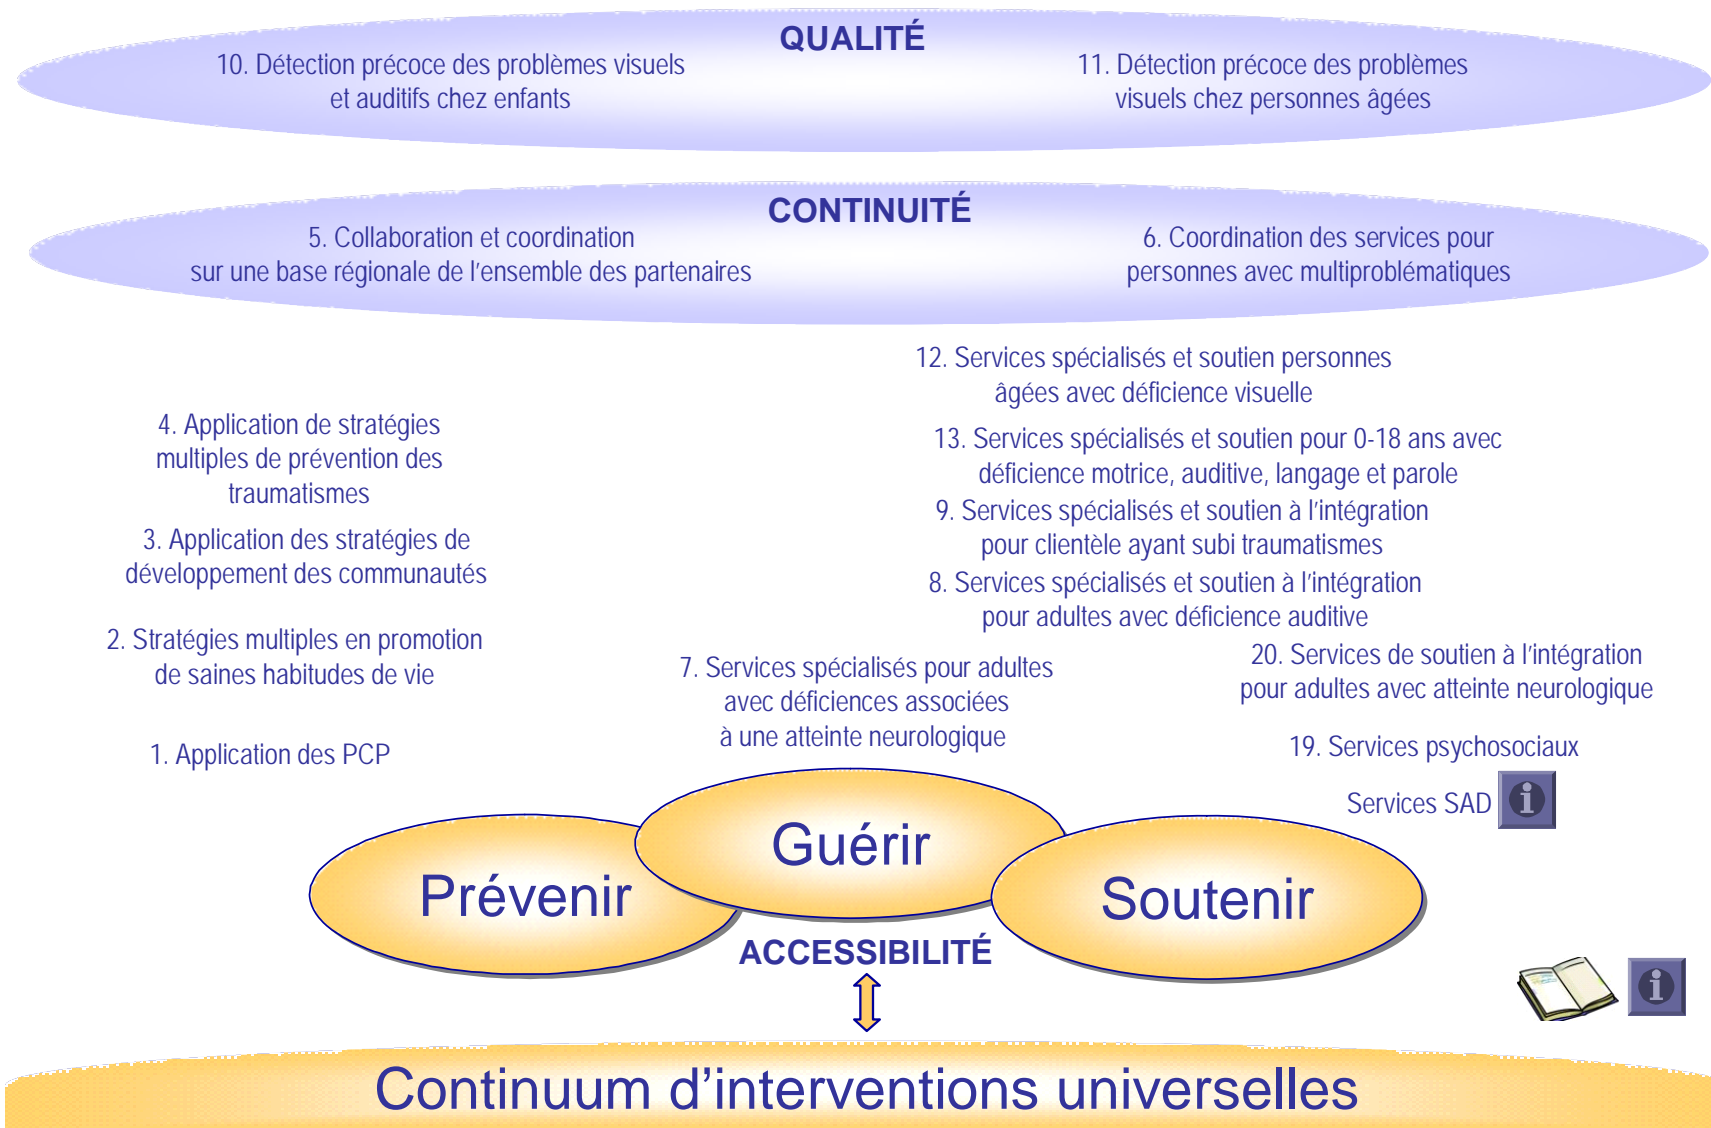 QUALITÉ
10. Détection précoce des problèmes visuels
et auditifs chez enfants
11. Détection précoce des problèmes
visuels chez personnes âgées
CONTINUITÉ
5. Collaboration et coordination
sur une base régionale de l'ensemble des partenaires
6. Coordination des services pour
personnes avec multiproblématiques
12. Services spécialisés et soutien personnes
âgées avec déficience visuelle
4. Application de stratégies
multiples de prévention des
traumatismes
13. Services spécialisés et soutien pour 0-18 ans avec
déficience motrice, auditive, langage et parole
9. Services spécialisés et soutien à l'intégration
pour clientèle ayant subi traumatismes
3. Application des stratégies de
développement des communautés
8. Services spécialisés et soutien à l'intégration
pour adultes avec déficience auditive
2. Stratégies multiples en promotion
de saines habitudes de vie
7. Services spécialisés pour adultes
avec déficiences associées
à une atteinte neurologique
20. Services de soutien à l'intégration
pour adultes avec atteinte neurologique
1. Application des PCP
19. Services psychosociaux
Services SAD
i
Guérir
Prévenir
Soutenir
ACCESSIBILITÉ
i
Continuum d'interventions universelles